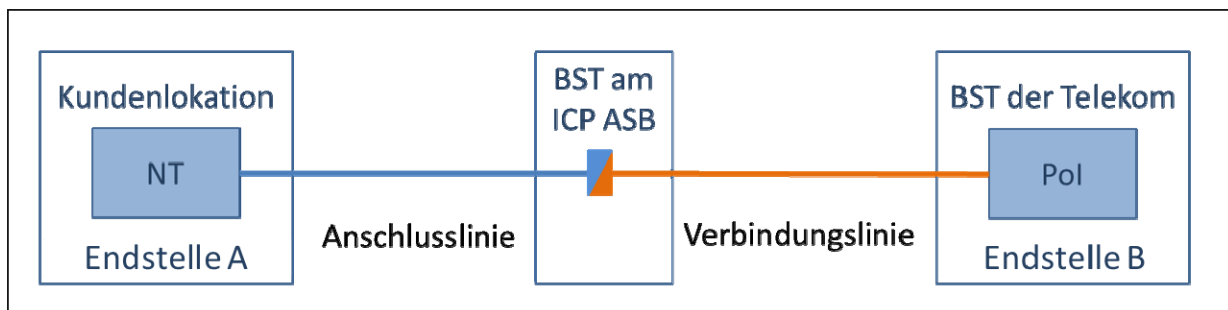 Kundenlokation
NT
Endstelle A
Anschlusslinie
BST am
ICP ASB
Verbindungslinie
BST der Telekom
PoI
Endstelle B